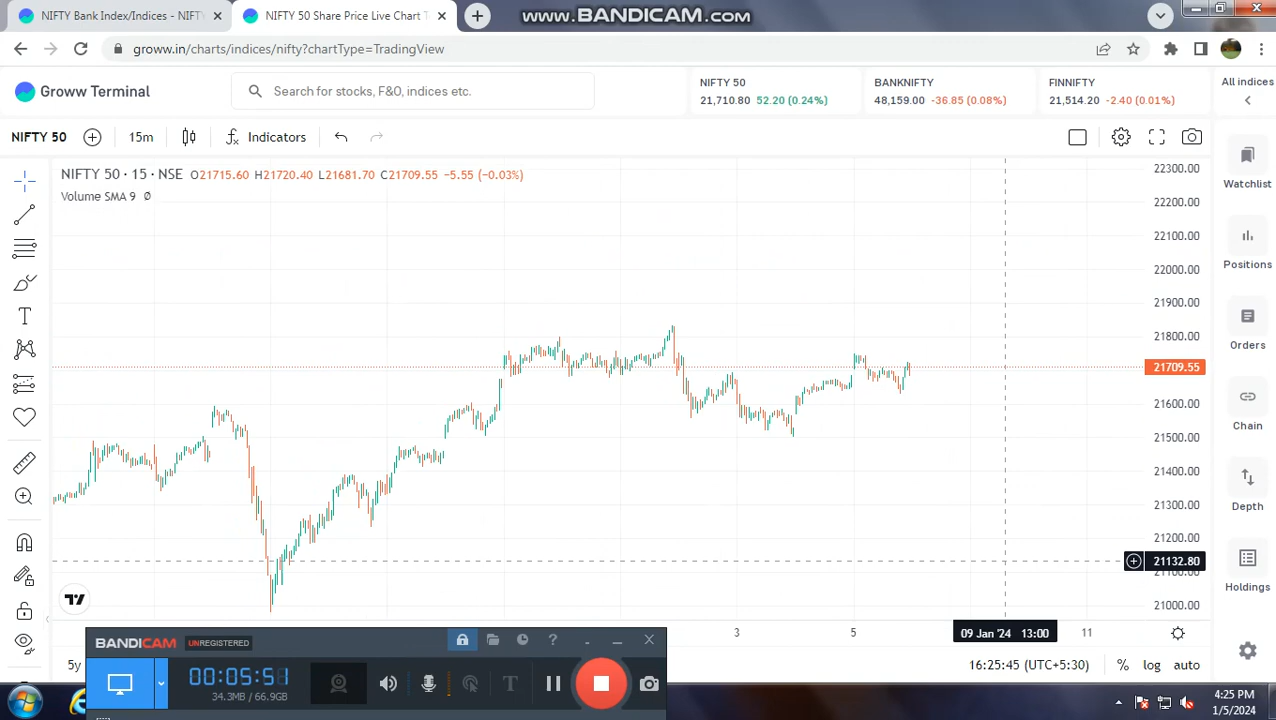 NIFTY Bank Index/Indices - NIFT
NIFTY 50 Share Price Live Chart T
www.BANDICAM.com
groww.in/charts/indices/nifty?chartType=TradingView
Groww Terminal
Search for stocks, F&O, indices etc.
NIFTY 50
21,710.80 52.20 (0.24%)
BANKNIFTY
48,159.00 -36.85 (0.08%)
FINNIFTY
21,514.20 -2.40 (0.01%)
All indices
NIFTY 50
15m
Indicators
NIFTY 50 · 15 · NSE O21715.60 H21720.40 L21681.70 C21709.55 -5.55 (-0.03%)
Volume SMA 9 Ø
22300.00
22200.00
22100.00
22000.00
21900.00
21800.00
21709.55
21600.00
21500.00
21400.00
21300.00
21200.00
21132.80
21100.00
21000.00
Watchlist
Positions
Orders
Chain
Depth
Holdings
3
5
09 Jan '24 13:00
11
5y
16:25:45 (UTC+5:30)
% log auto
BANDICAM UNREGISTERED
00:05:51
34.3MB / 66.9GB
4:25 PM
1/5/2024